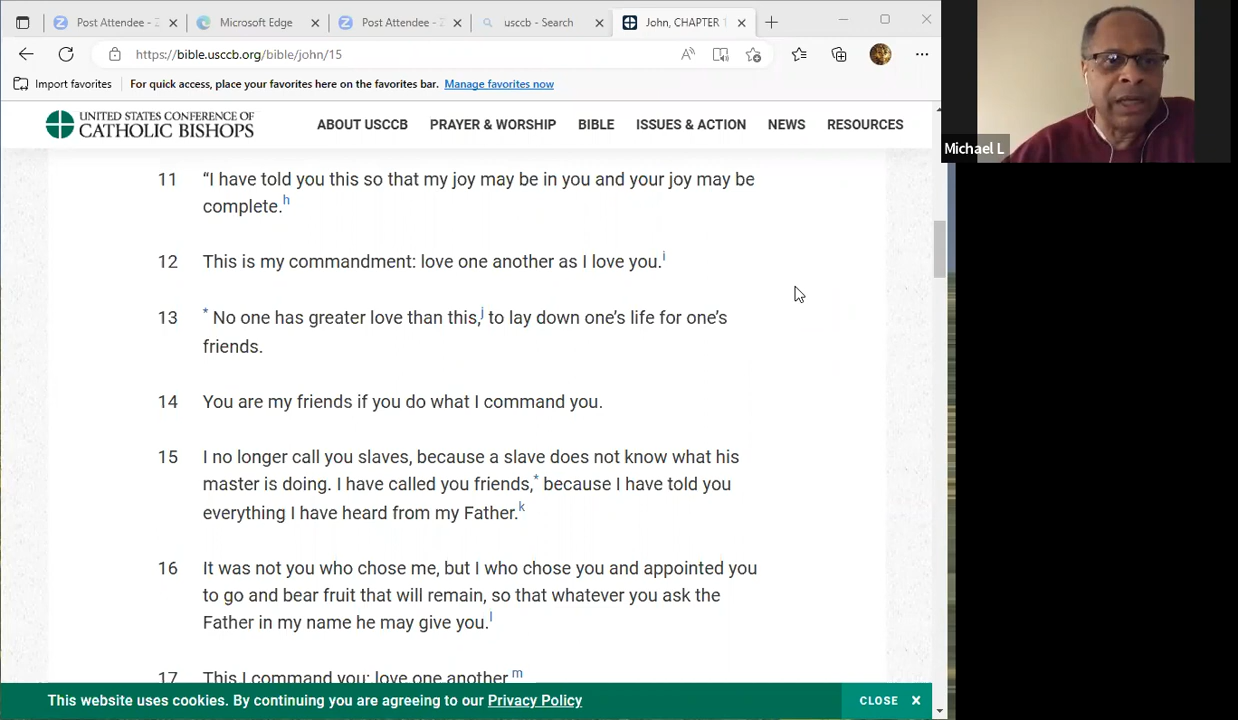 Post Attendee - Z
Microsoft Edge
Post Attendee - Z
usccb - Search
John, CHAPTER 1
https://bible.usccb.org/bible/john/15
Import favorites
For quick access, place your favorites here on the favorites bar. Manage favorites now
UNITED STATES CONFERENCE OF
CATHOLIC BISHOPS
ABOUT USCCB PRAYER & WORSHIP BIBLE ISSUES & ACTION NEWS RESOURCES
Michael L
11 “I have told you this so that my joy may be in you and your joy may be
complete.h
12 This is my commandment: love one another as I love you.i
13 * No one has greater love than this,j to lay down one’s life for one’s
friends.
14 You are my friends if you do what I command you.
15 I no longer call you slaves, because a slave does not know what his
master is doing. I have called you friends,* because I have told you
everything I have heard from my Father.k
16 It was not you who chose me, but I who chose you and appointed you
to go and bear fruit that will remain, so that whatever you ask the
Father in my name he may give you.l
17 This I command you: love one another.m
This website uses cookies. By continuing you are agreeing to our Privacy Policy
CLOSE ×